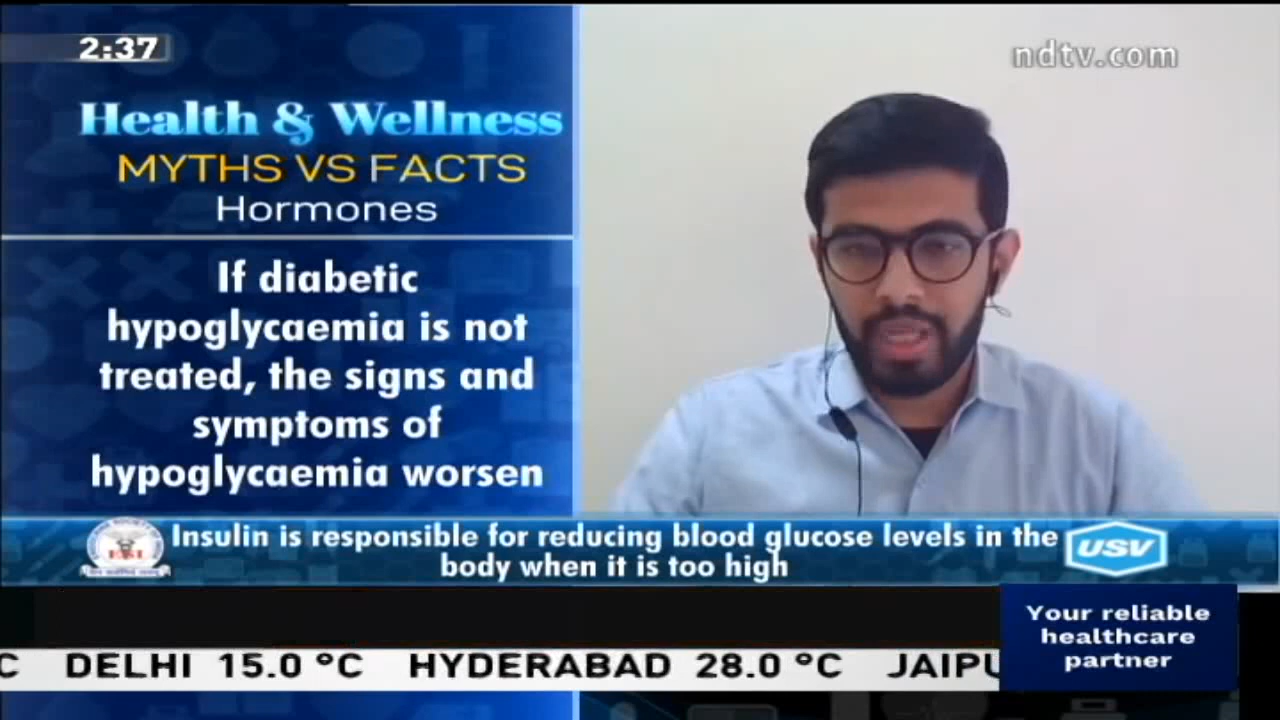 2:37
ndtv.com
Health & Wellness
MYTHS VS FACTS
Hormones
If diabetic
hypoglycaemia is not
treated, the signs and
symptoms of
hypoglycaemia worsen
Insulin is responsible for reducing blood glucose levels in the
body when it is too high
ESI
USV
Your reliable
healthcare
partner
C DELHI 15.0 °C HYDERABAD 28.0 °C JAIPU